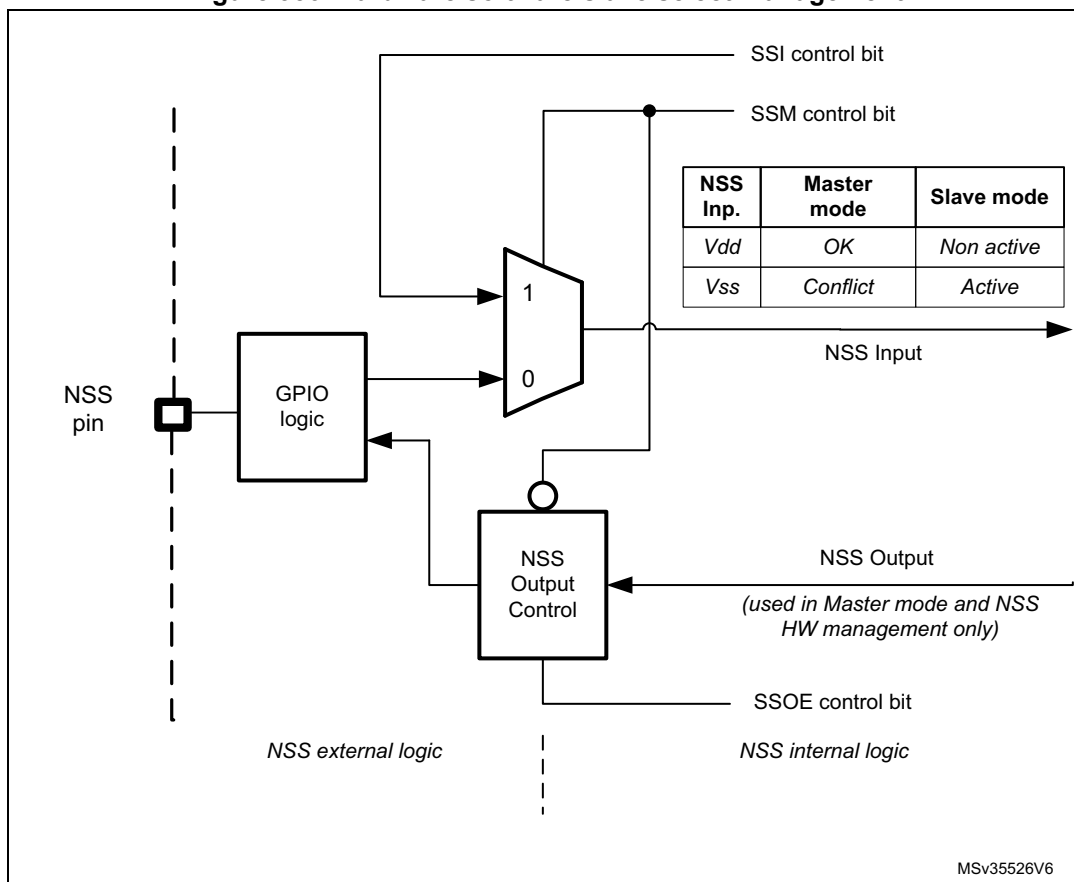 SSI control bit
SSM control bit
NSS Inp. Master mode Slave mode
Vdd OK Non active
Vss Conflict Active
1
NSS Input
0
GPIO
logic
NSS
pin
NSS
Output
Control
NSS Output
(used in Master mode and NSS
HW management only)
SSOE control bit
NSS external logic
NSS internal logic
MSv35526V6